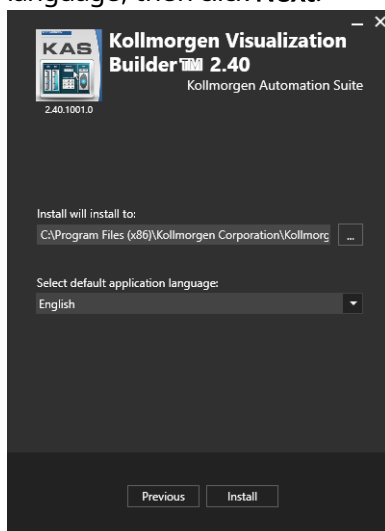 language, then click Next.
KAS
Kollmorgen Visualization
Builder™ 2.40
Kollmorgen Automation Suite
2.40.1001.0
Install will install to:
C:\Program Files (x86)\Kollmorgen Corporation\Kollmorg
...
Select default application language:
English
Previous
Install